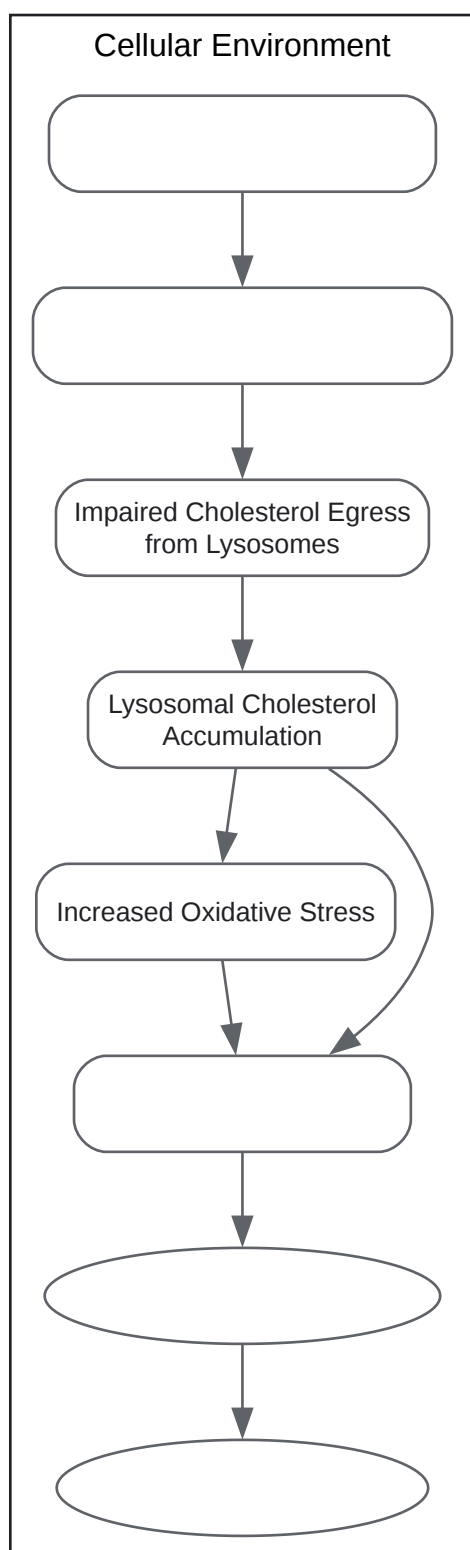 Cellular Environment
Impaired Cholesterol Egress
from Lysosomes
Lysosomal Cholesterol
Accumulation
Increased Oxidative Stress